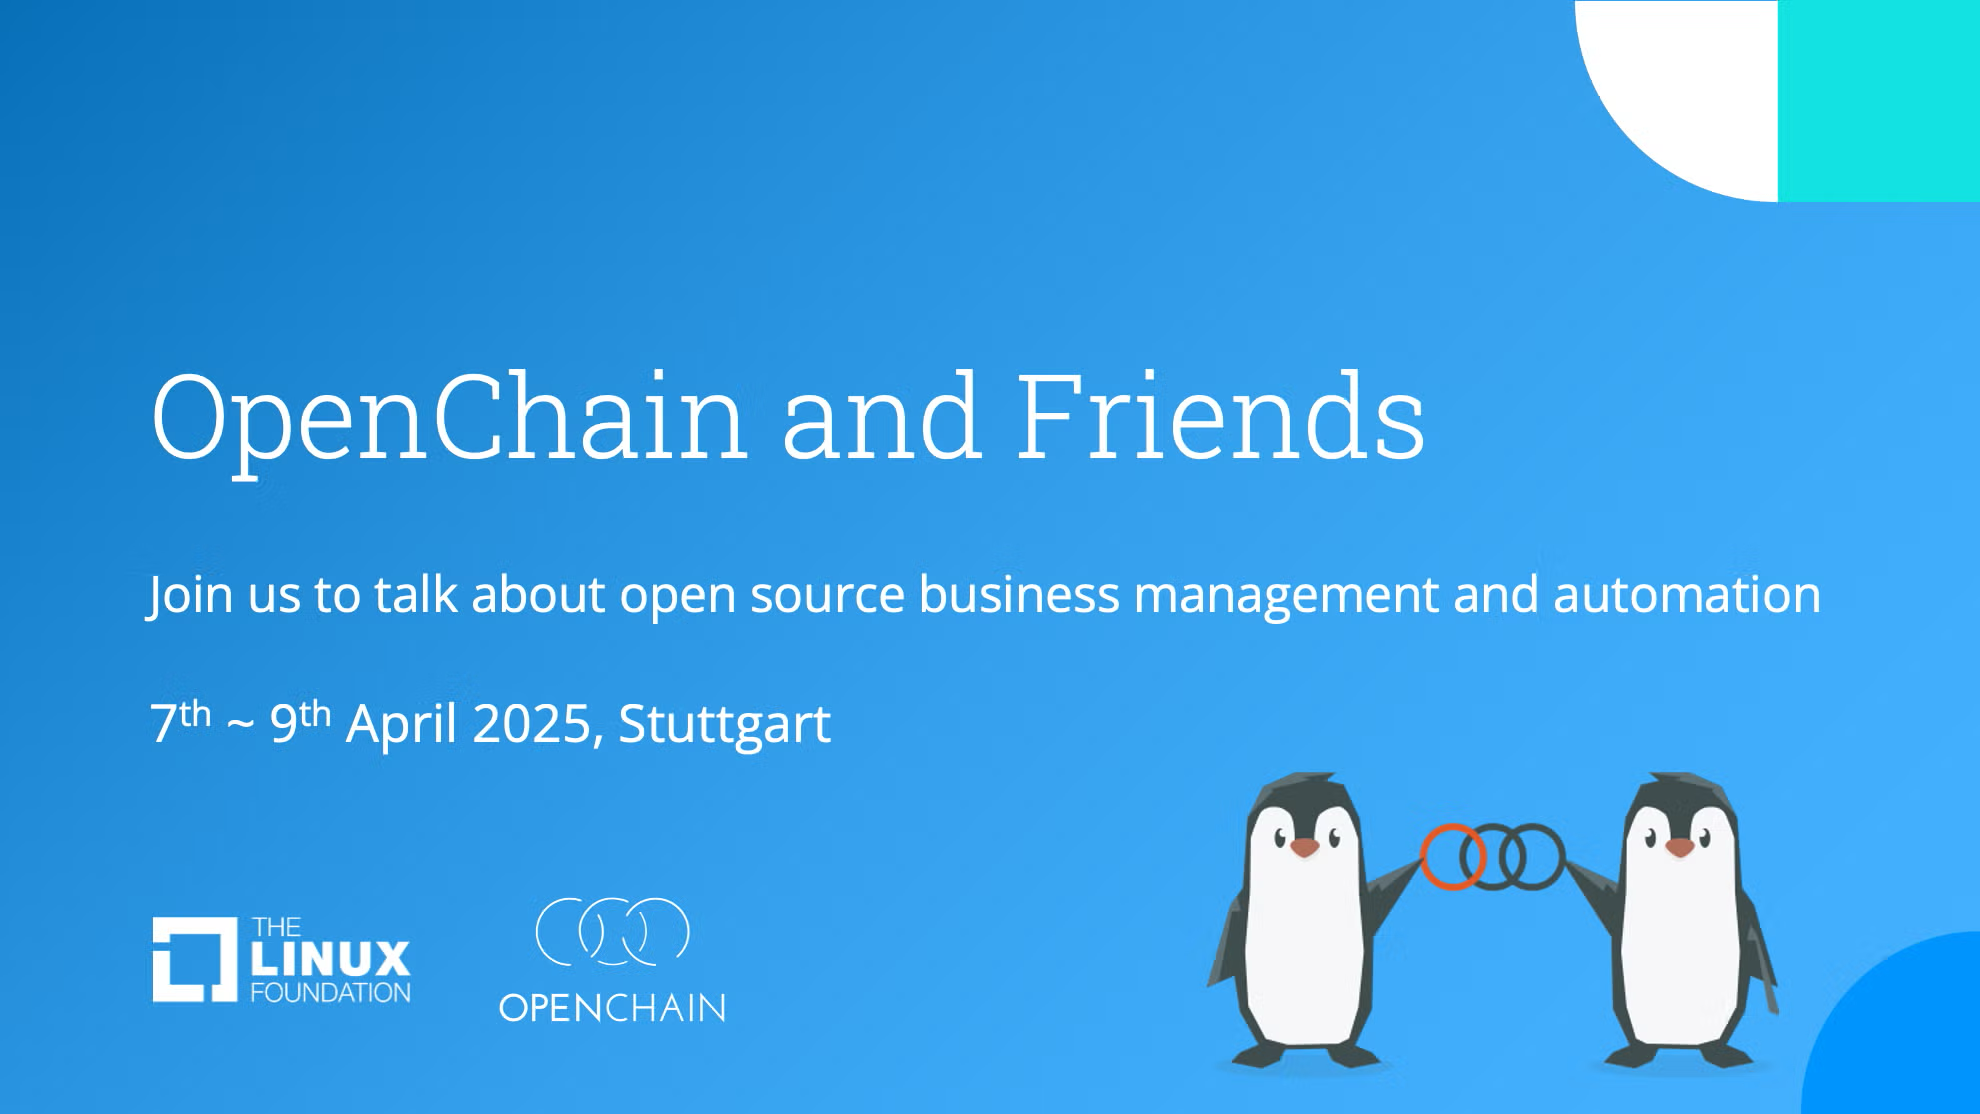 OpenChain and Friends
Join us to talk about open source business management and automation
7th ~ 9th April 2025, Stuttgart
THE
LINUX
FOUNDATION
OPENCHAIN